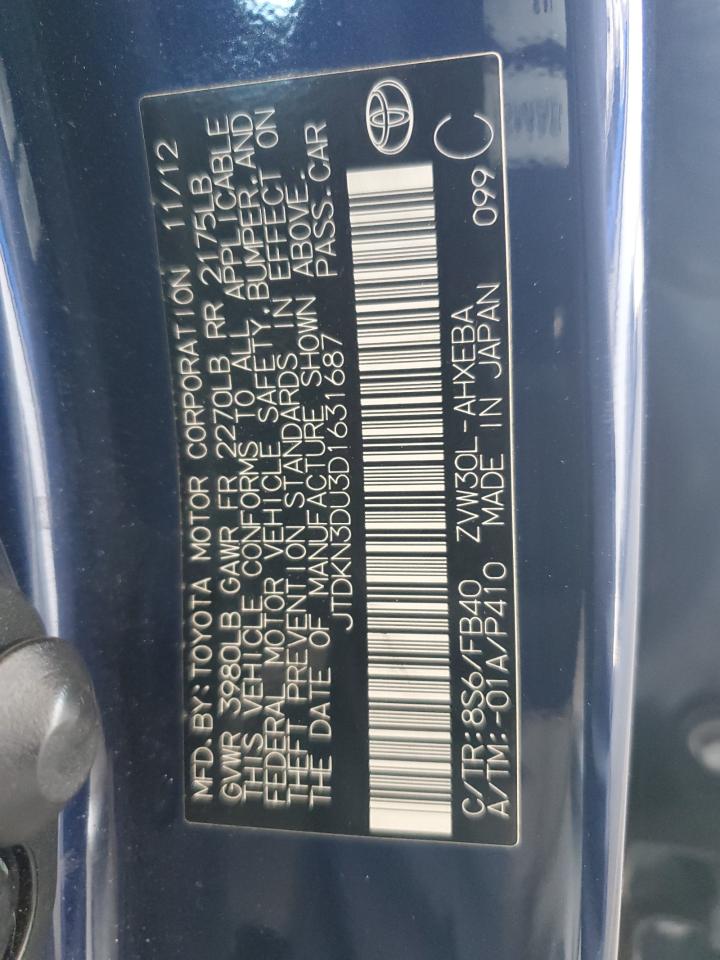 MFD. BY: TOYOTA MOTOR CORPORATION 11/12
GVWR 3980LB GAWR FR 2270LB RR 2175LB
THIS VEHICLE CONFORMS TO ALL APPLICABLE
FEDERAL MOTOR VEHICLE SAFETY, BUMPER, AND
THEFT PREVENTION STANDARDS IN EFFECT ON
THE DATE OF MANUFACTURE SHOWN ABOVE.
JTDKN3DU3D1631687 PASS. CAR
C/TR: 8S6/FB40 ZVW30L-AHXEBA C
A/TM: -01A/P410 MADE IN JAPAN 099